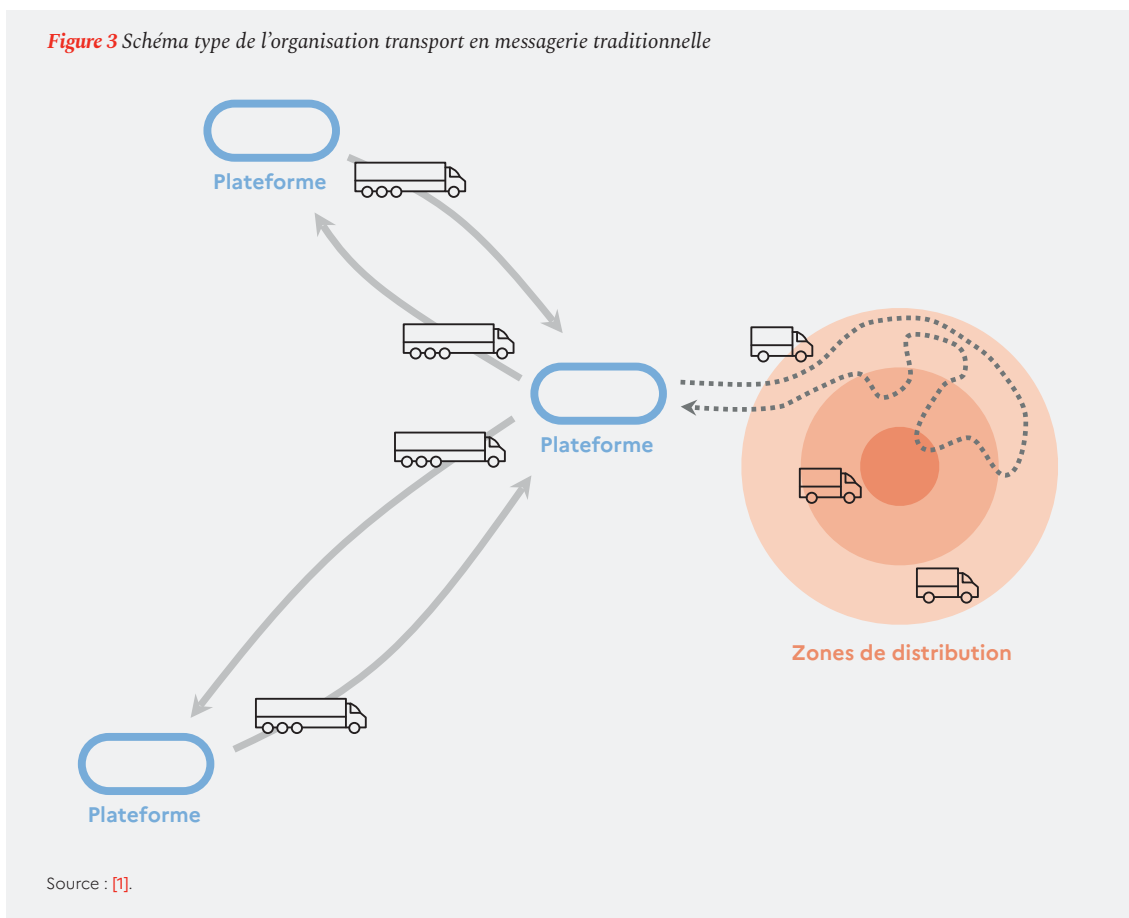 Figure 3 Schéma type de l’organisation transport en messagerie traditionnelle
Plateforme
Plateforme
Zones de distribution
Plateforme
Source : [1].